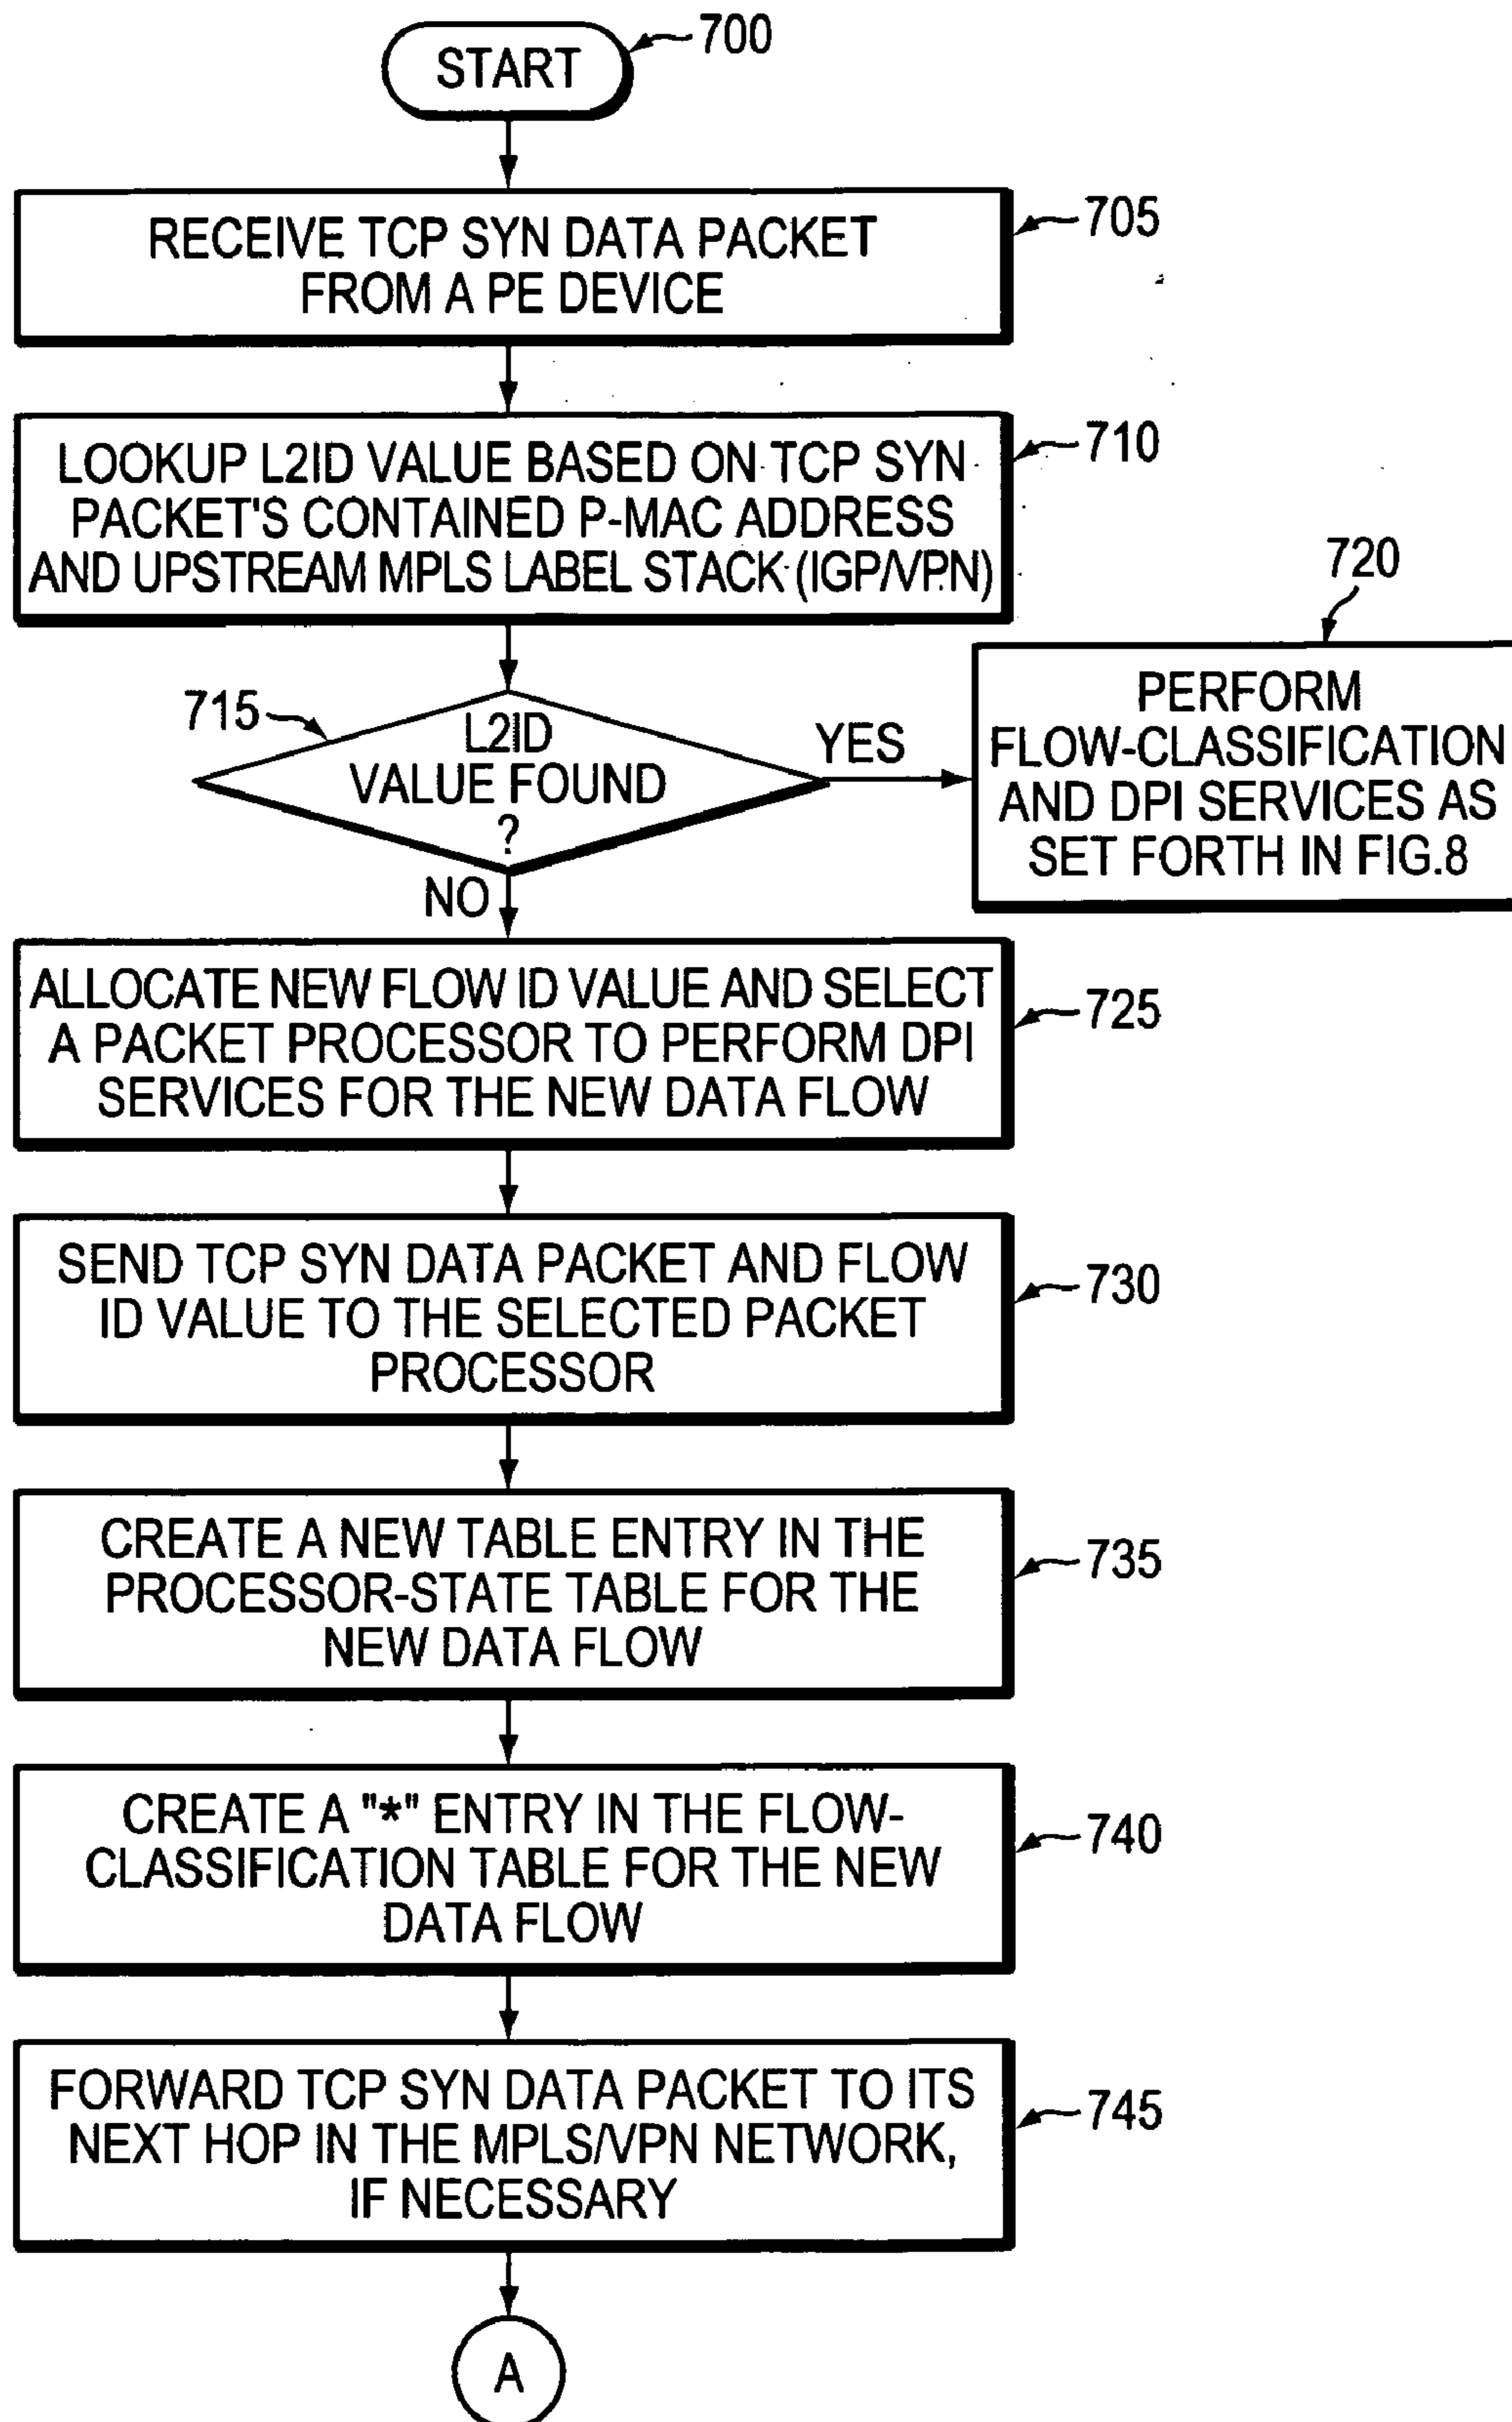 START
700
RECEIVE TCP SYN DATA PACKET
FROM A PE DEVICE
705
LOOKUP L2ID VALUE BASED ON TCP SYN
PACKET'S CONTAINED P-MAC ADDRESS
AND UPSTREAM MPLS LABEL STACK (IGP/VPN)
710
715
L2ID
VALUE FOUND
?
YES
NO
720
PERFORM
FLOW-CLASSIFICATION
AND DPI SERVICES AS
SET FORTH IN FIG.8
ALLOCATE NEW FLOW ID VALUE AND SELECT
A PACKET PROCESSOR TO PERFORM DPI
SERVICES FOR THE NEW DATA FLOW
725
SEND TCP SYN DATA PACKET AND FLOW
ID VALUE TO THE SELECTED PACKET
PROCESSOR
730
CREATE A NEW TABLE ENTRY IN THE
PROCESSOR-STATE TABLE FOR THE
NEW DATA FLOW
735
CREATE A "*" ENTRY IN THE FLOW-
CLASSIFICATION TABLE FOR THE NEW
DATA FLOW
740
FORWARD TCP SYN DATA PACKET TO ITS
NEXT HOP IN THE MPLS/VPN NETWORK,
IF NECESSARY
745
A